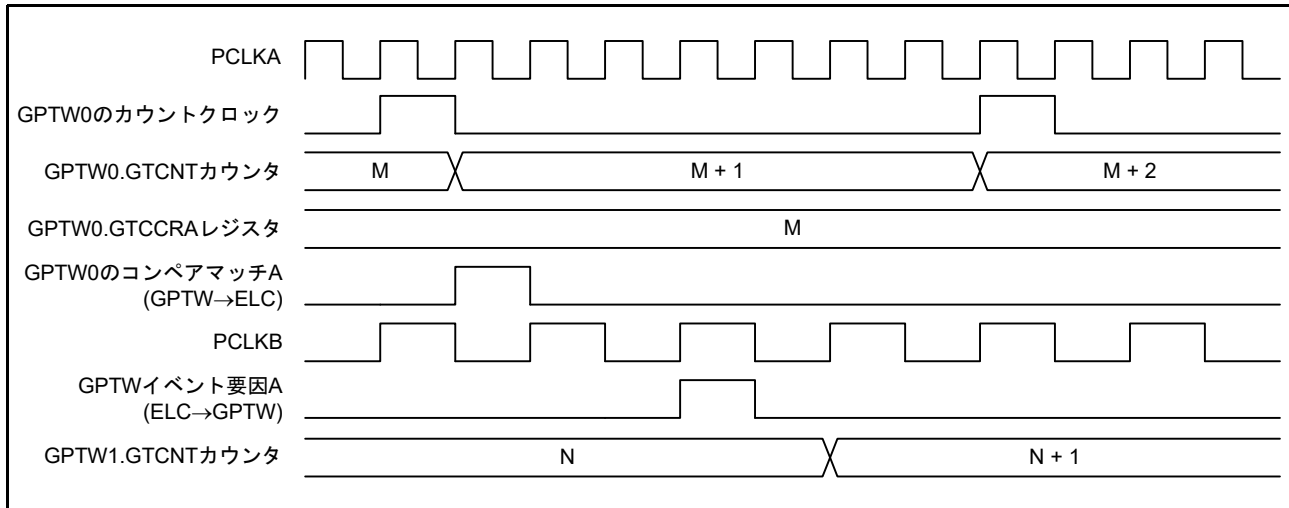 PCLKA
GPTW0のカウントクロック
GPTW0.GTCNTカウンタ
M
M + 1
M + 2
GPTW0.GTCCRAレジスタ
M
GPTW0のコンペアマッチA
(GPTW→ELC)
PCLKB
GPTWイベント要因A
(ELC→GPTW)
GPTW1.GTCNTカウンタ
N
N + 1